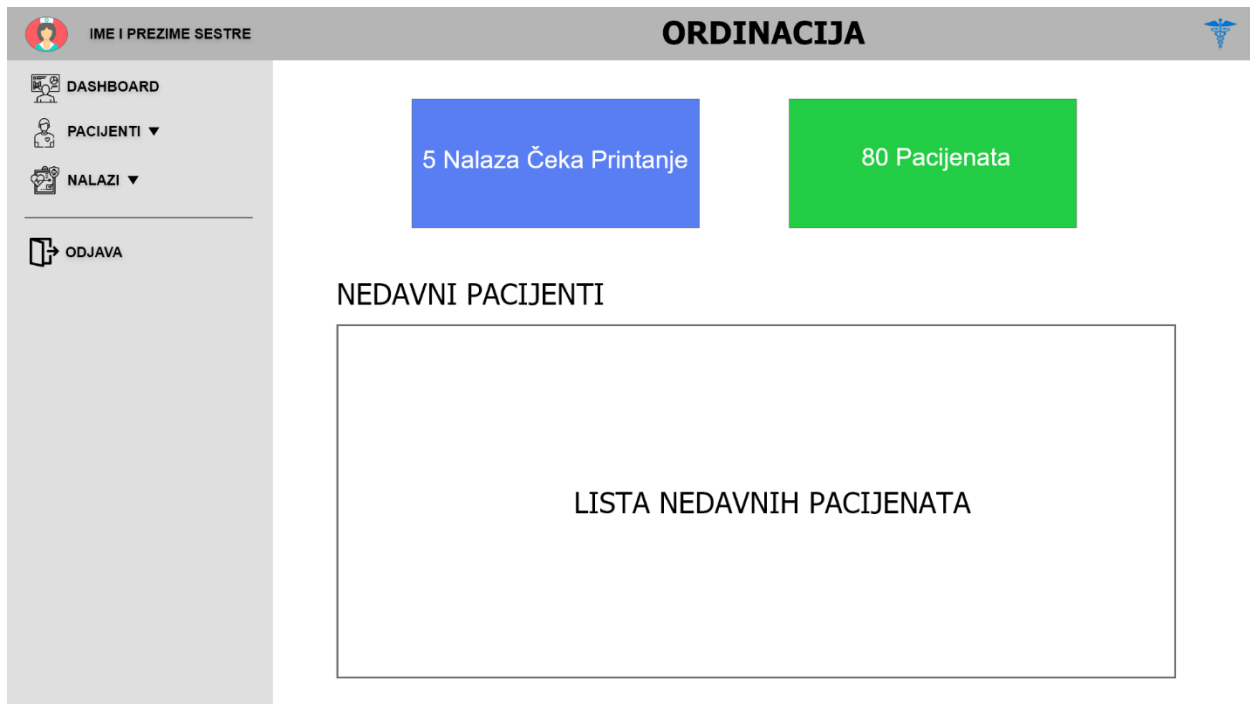 IME I PREZIME SESTRE
ORDINACIJA
DASHBOARD
PACIJENTI ▼
NALAZI ▼
ODJAVA
5 Nalaza Čeka Printanje
80 Pacijenata
NEDAVNI PACIJENTI
LISTA NEDAVNIH PACIJENATA